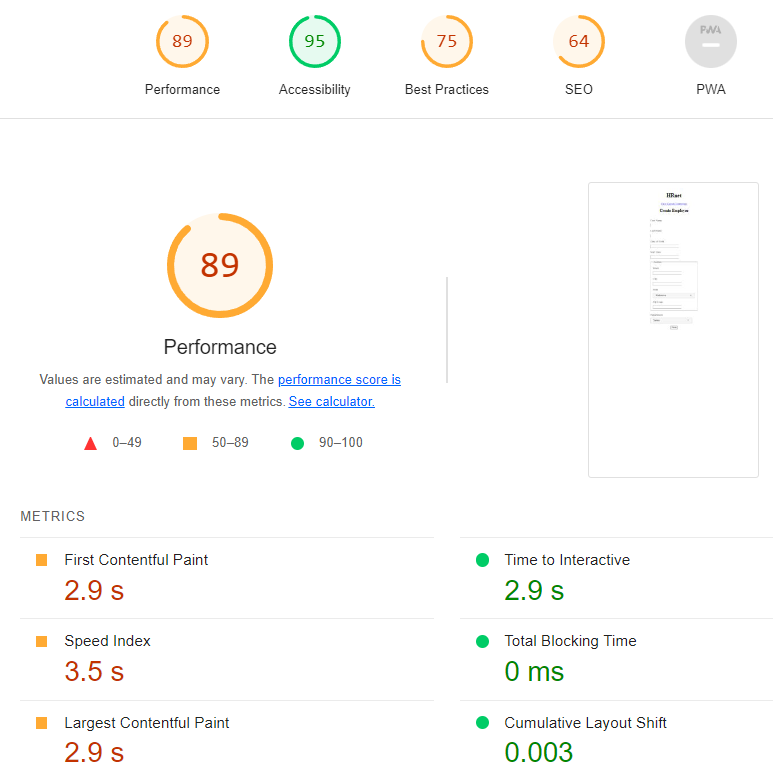 89
95
75
64
PWA
Performance
Accessibility
Best Practices
SEO
PWA
89
Performance
Values are estimated and may vary. The performance score is
calculated directly from these metrics. See calculator.
0–49
50–89
90–100
HRnet
Create Employee
METRICS
First Contentful Paint
2.9 s
Time to Interactive
2.9 s
Speed Index
3.5 s
Total Blocking Time
0 ms
Largest Contentful Paint
2.9 s
Cumulative Layout Shift
0.003